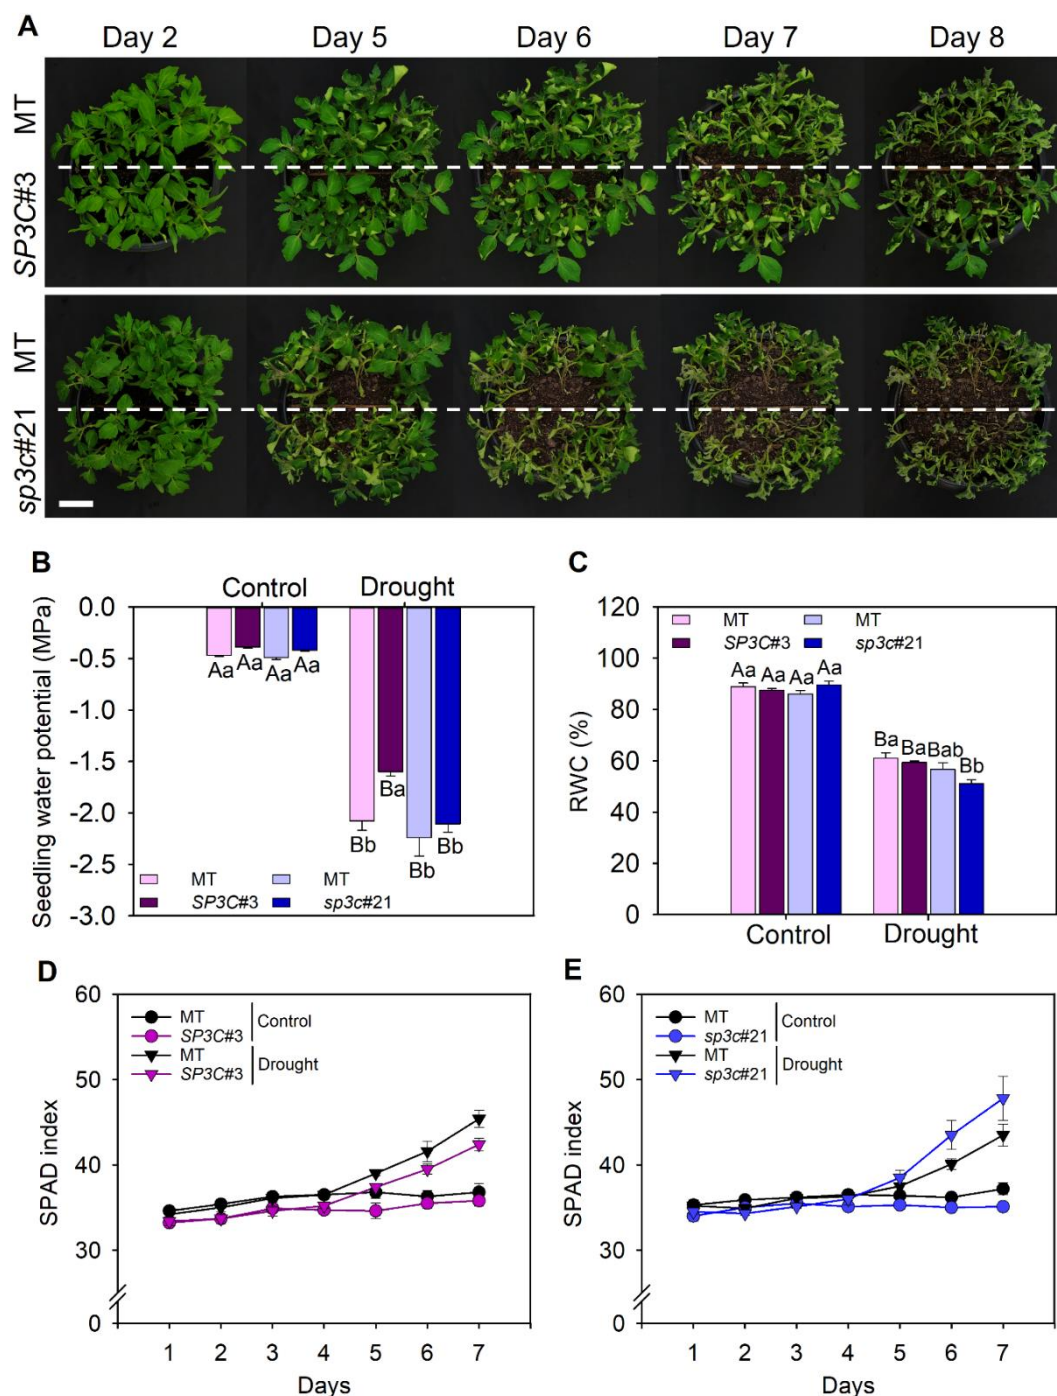 A
Day 2 Day 5 Day 6 Day 7 Day 8
MT
SP3C#3
MT
sp3c#21
B
Control Drought
Seedling water potential (MPa)
0.0
-0.5
-1.0
-1.5
-2.0
-2.5
-3.0
Aa Aa Aa Aa
Bb Ba Bb Bb
MT MT
SP3C#3 sp3c#21
C
RWC (%)
120
100
80
60
40
20
0
MT MT
SP3C#3 sp3c#21
Aa Aa Aa Aa
Ba Ba Bab Bb
Control Drought
D
SPAD index
60
50
40
30
0
MT
SP3C#3
Control
MT
SP3C#3
Drought
1 2 3 4 5 6 7
Days
E
SPAD index
60
50
40
30
0
MT
sp3c#21
Control
MT
sp3c#21
Drought
1 2 3 4 5 6 7
Days